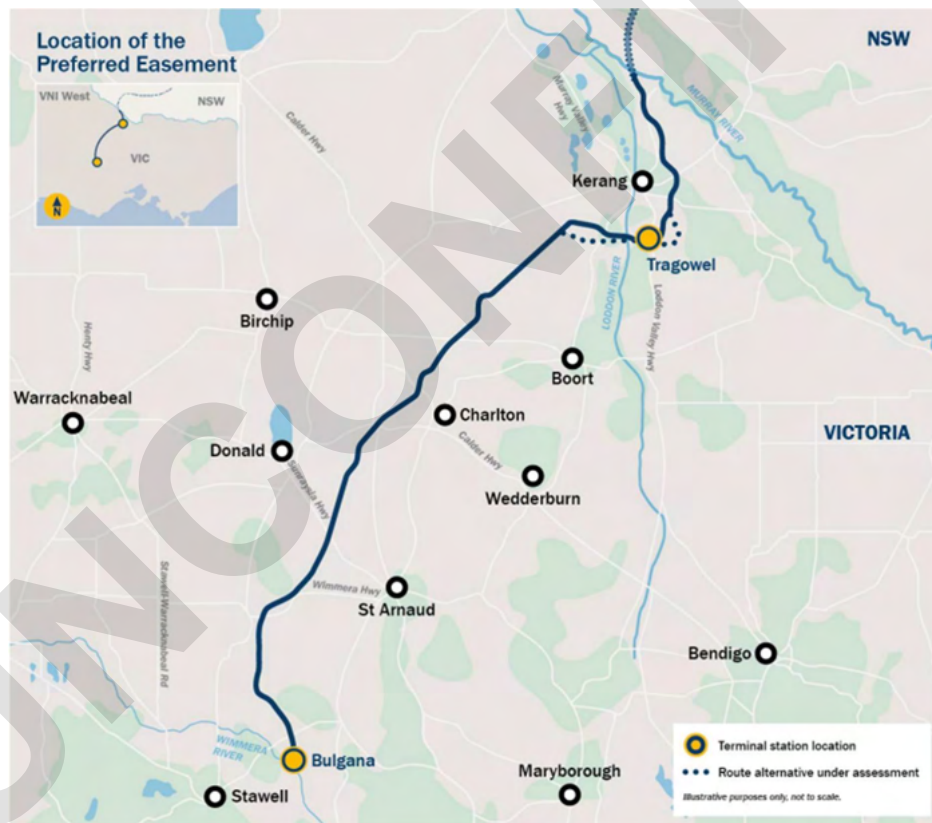 Location of the
Preferred Easement
VNI West
NSW
VIC
N
NSW
Calder Hwy
Murray Valley
Hwy
MURRAY RIVER
Kerang
Tragowel
LODDON RIVER
Loddon Valley Hwy
Birchip
Henty Hwy
Boort
Warracknabeal
Charlton
VICTORIA
Donald
Calder Hwy
Sunraysia Hwy
Wedderburn
Stawell-Warracknabeal Rd
Wimmera Hwy
St Arnaud
Bendigo
WIMMERA
RIVER
Bulgana
Terminal station location
Maryborough
Route alternative under assessment
Stawell
Illustrative purposes only, not to scale.